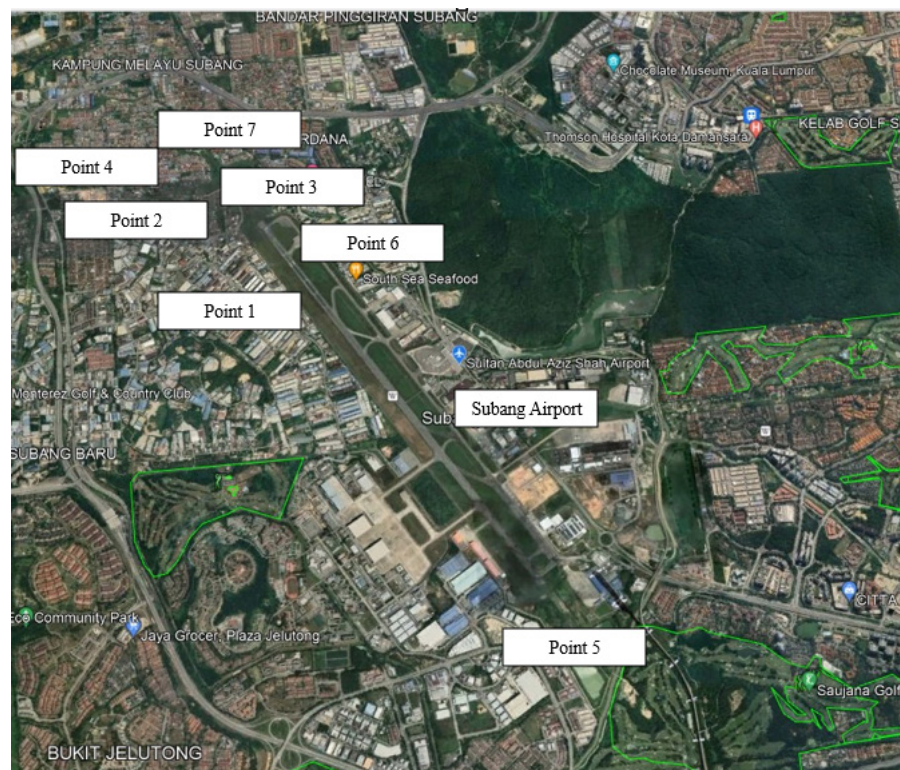 BANDAR PINGGIRAN SUBANG
KAMPUNG MELAYU SUBANG
Chocolate Museum, Kuala Lumpur
Point 7
RDANA
Thomson Hospital Kota Damansara
KELAB GOLF S
Point 4
Point 3
Point 2
Point 6
South Sea Seafood
Point 1
Sultan Abdul Aziz Shah Airport
Monterez Golf & Country Club
Subang Airport
Suba
SUBANG BARU
Eco Community Park
CITTA
Jaya Grocer, Plaza Jelutong
Point 5
Saujana Golf
BUKIT JELUTONG